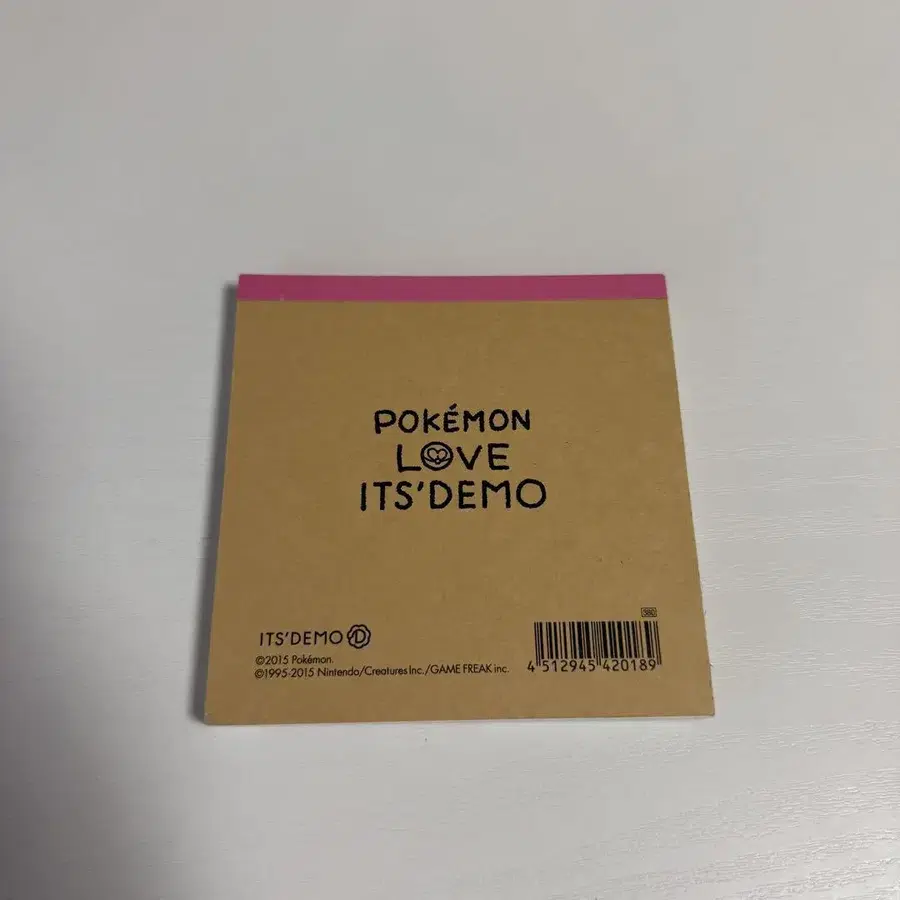 POKÉMON
LOVE
ITS'DEMO
380
ITS'DEMO
©2015 Pokémon.
©1995-2015 Nintendo/Creatures Inc./GAME FREAK inc.
4 512945 420189